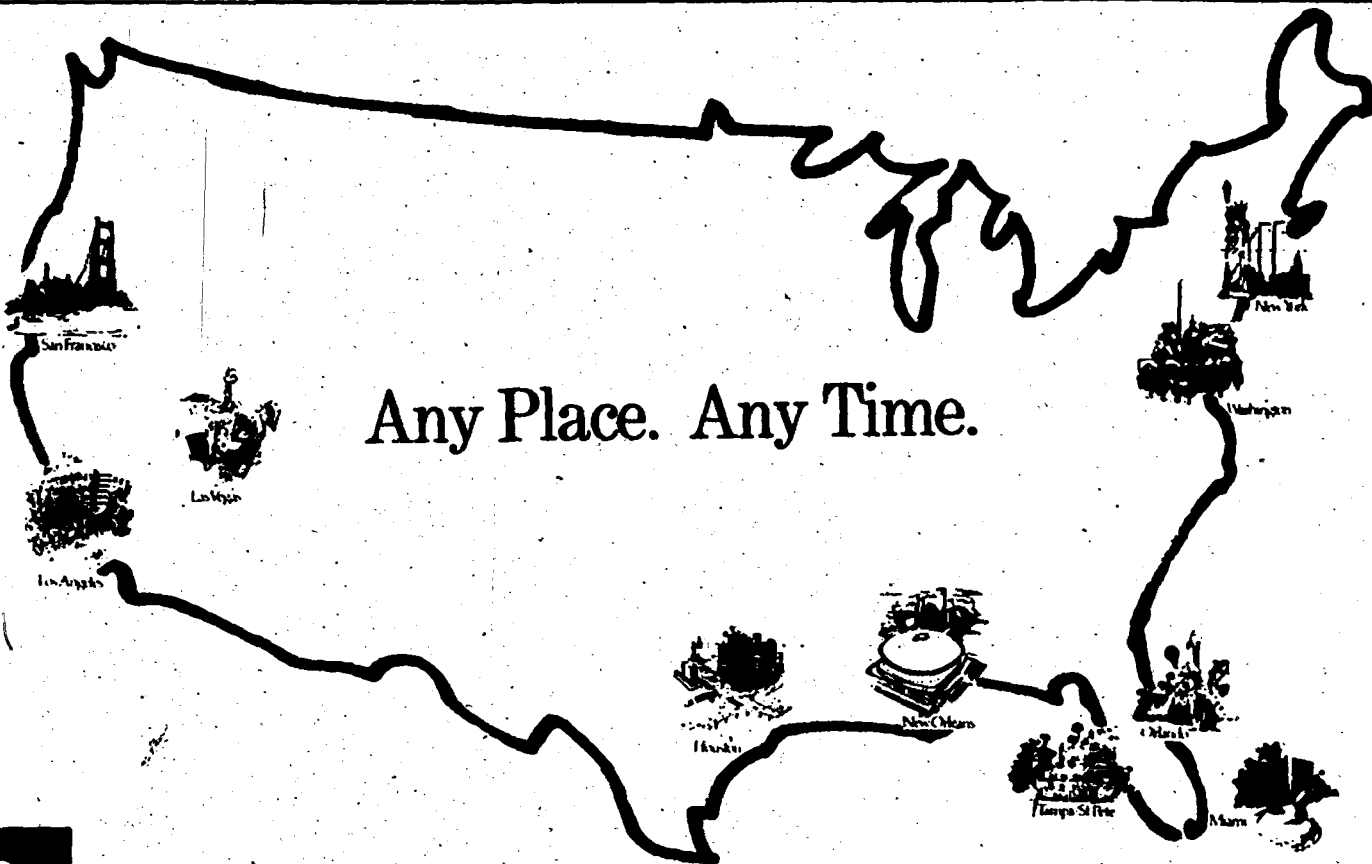 New York
San Francisco
Washington
Any Place. Any Time.
Las Vegas
Los Angeles
New Orleans
Orlando
Houston
Tampa-St Pete
Miami